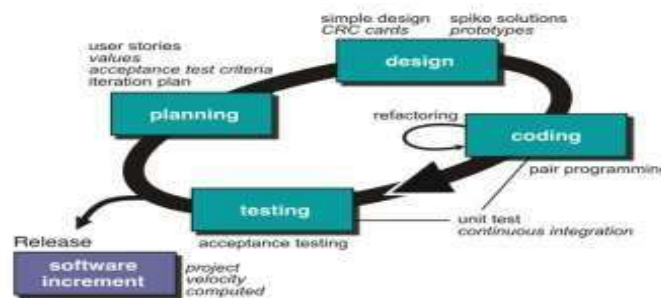 simple design
CRC cards
spike solutions
prototypes
design
user stories
values
acceptance test criteria
iteration plan
planning
refactoring
coding
pair programming
testing
acceptance testing
unit test
continuous integration
Release
software
increment
project
velocity
computed